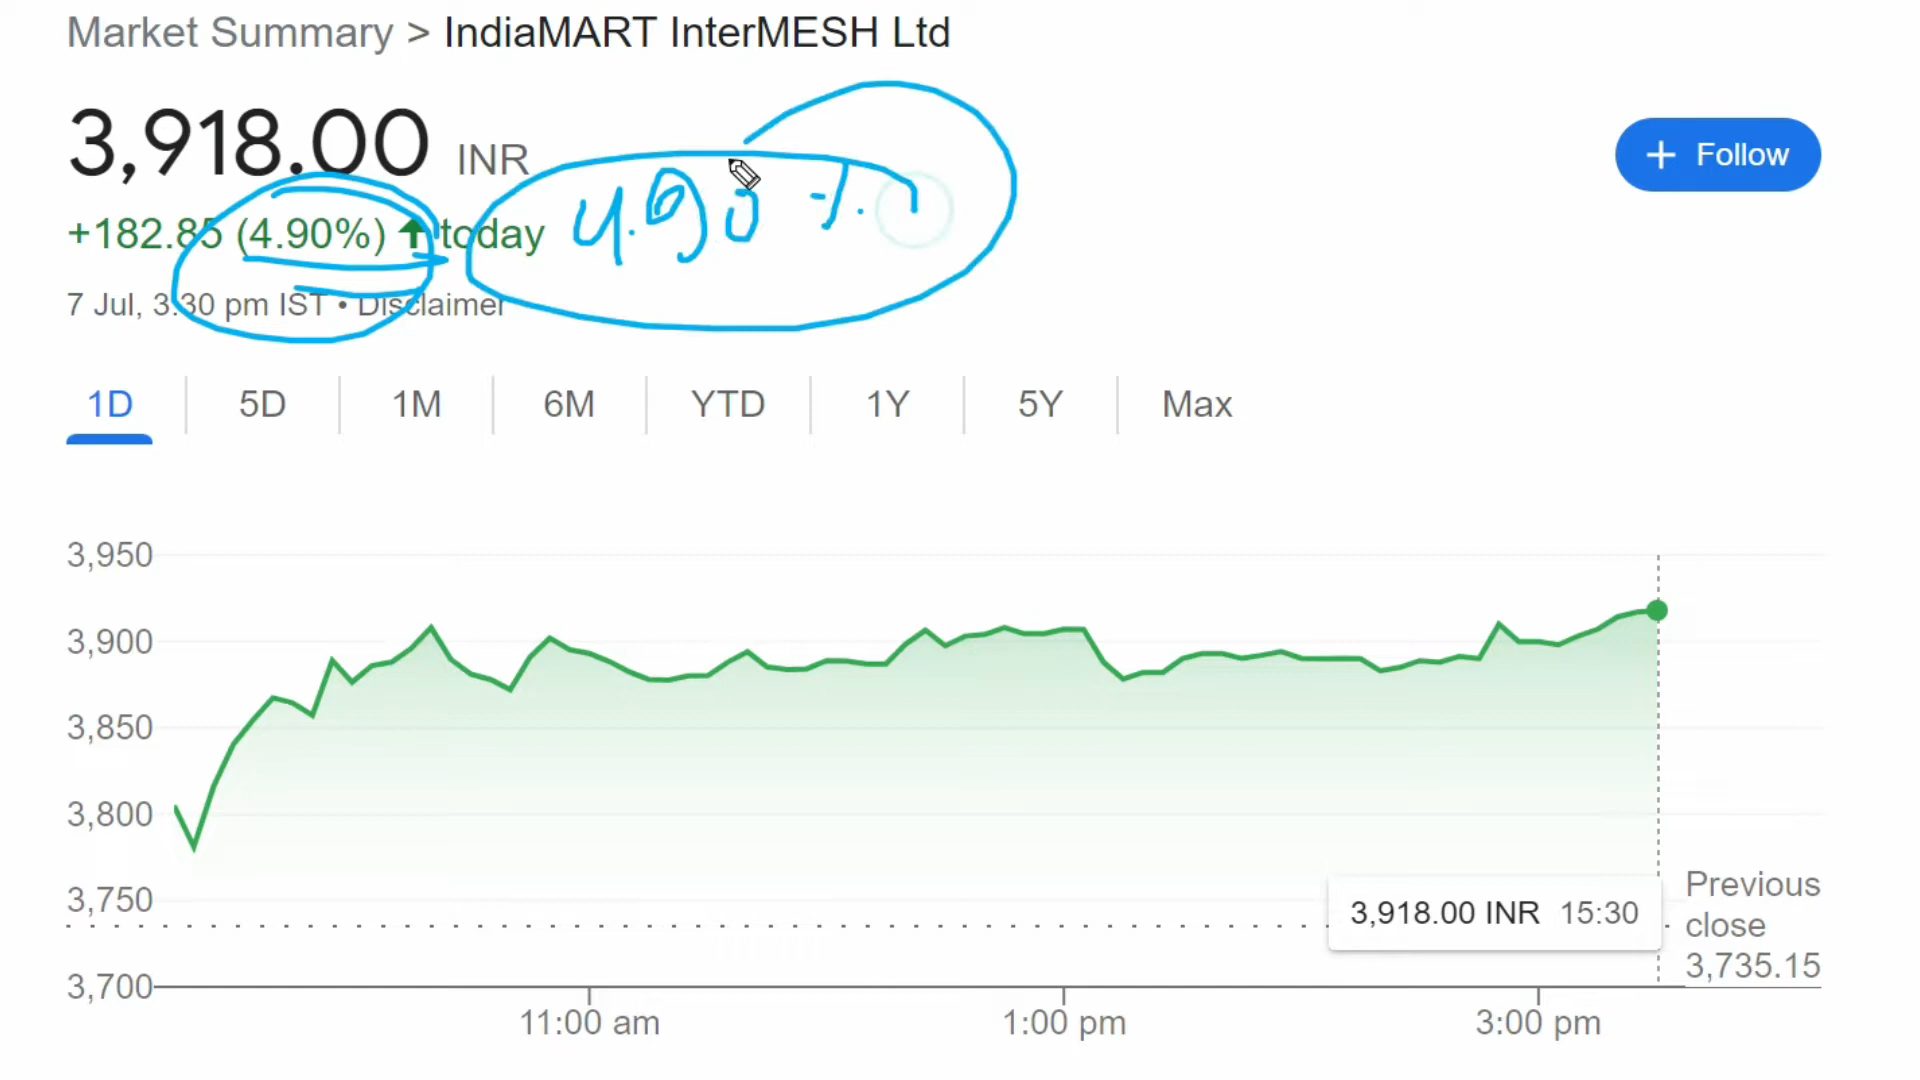 Market Summary > IndiaMART InterMESH Ltd
3,918.00 INR
+ Follow
+182.85 (4.90%) ↑ today
4.90 %.
7 Jul, 3:30 pm IST • Disclaimer
1D 5D 1M 6M YTD 1Y 5Y Max
3,950
3,900
3,850
3,800
3,750
3,700
3,918.00 INR 15:30
Previous
close
3,735.15
11:00 am 1:00 pm 3:00 pm